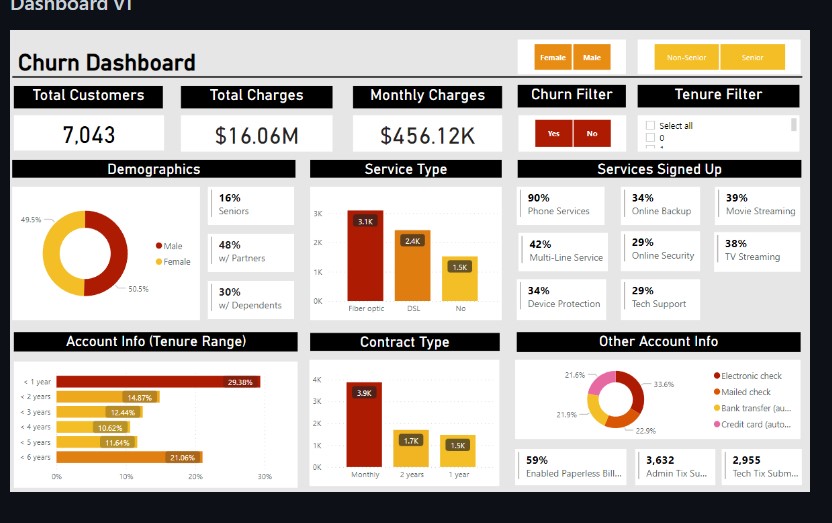 Dashboard V1
Churn Dashboard
Female Male
Non-Senior Senior
Total Customers
7,043
Total Charges
$16.06M
Monthly Charges
$456.12K
Churn Filter
Yes No
Tenure Filter
Select all
0
Demographics
49.5%
50.5%
Male
Female
16%
Seniors
48%
w/ Partners
30%
w/ Dependents
Service Type
3K
2K
1K
0K
3.1K
2.4K
1.5K
Fiber optic DSL No
Services Signed Up
90%
Phone Services
34%
Online Backup
39%
Movie Streaming
42%
Multi-Line Service
29%
Online Security
38%
TV Streaming
34%
Device Protection
29%
Tech Support
Account Info (Tenure Range)
< 1 year 29.38%
< 2 years 14.87%
< 3 years 12.44%
< 4 years 10.62%
< 5 years 11.64%
< 6 years 21.06%
0% 10% 20% 30%
Contract Type
4K
3K
2K
1K
0K
3.9K
1.7K
1.5K
Monthly 2 years 1 year
Other Account Info
21.6%
33.6%
21.9%
22.9%
Electronic check
Mailed check
Bank transfer (au...
Credit card (auto...
59%
Enabled Paperless Bill...
3,632
Admin Tix Su...
2,955
Tech Tix Subm...